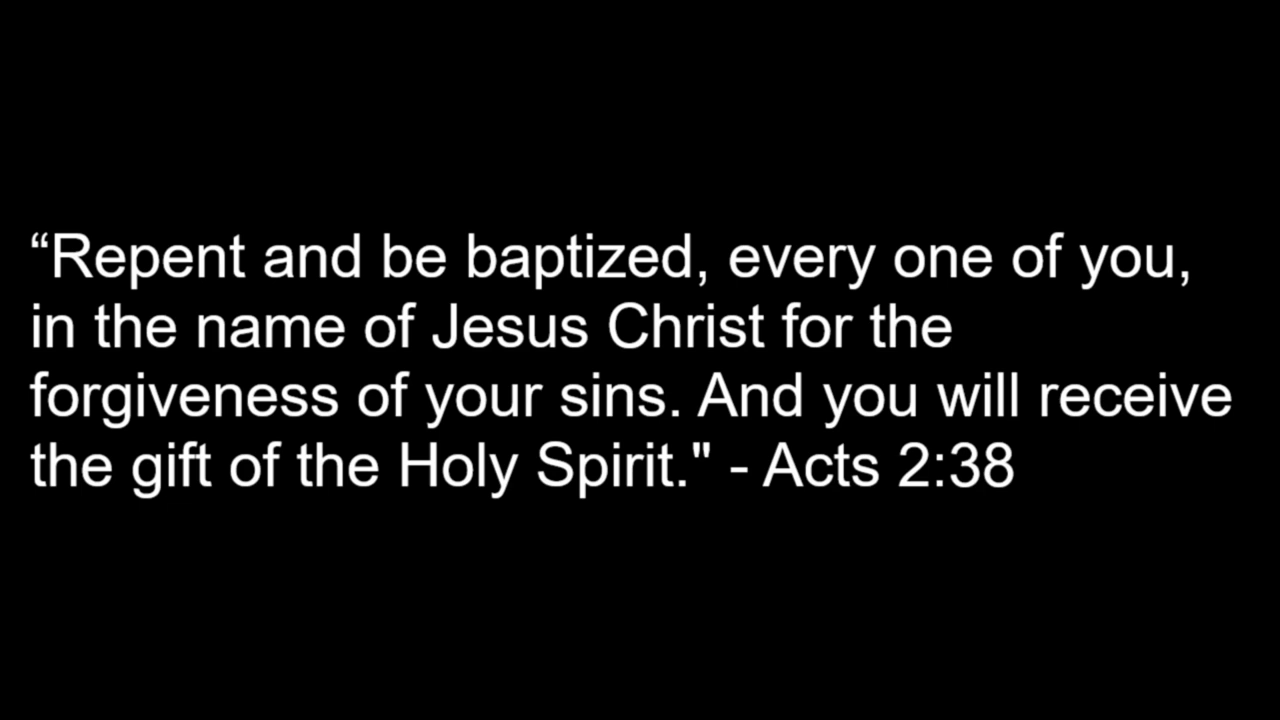 “Repent and be baptized, every one of you,
in the name of Jesus Christ for the
forgiveness of your sins. And you will receive
the gift of the Holy Spirit." - Acts 2:38